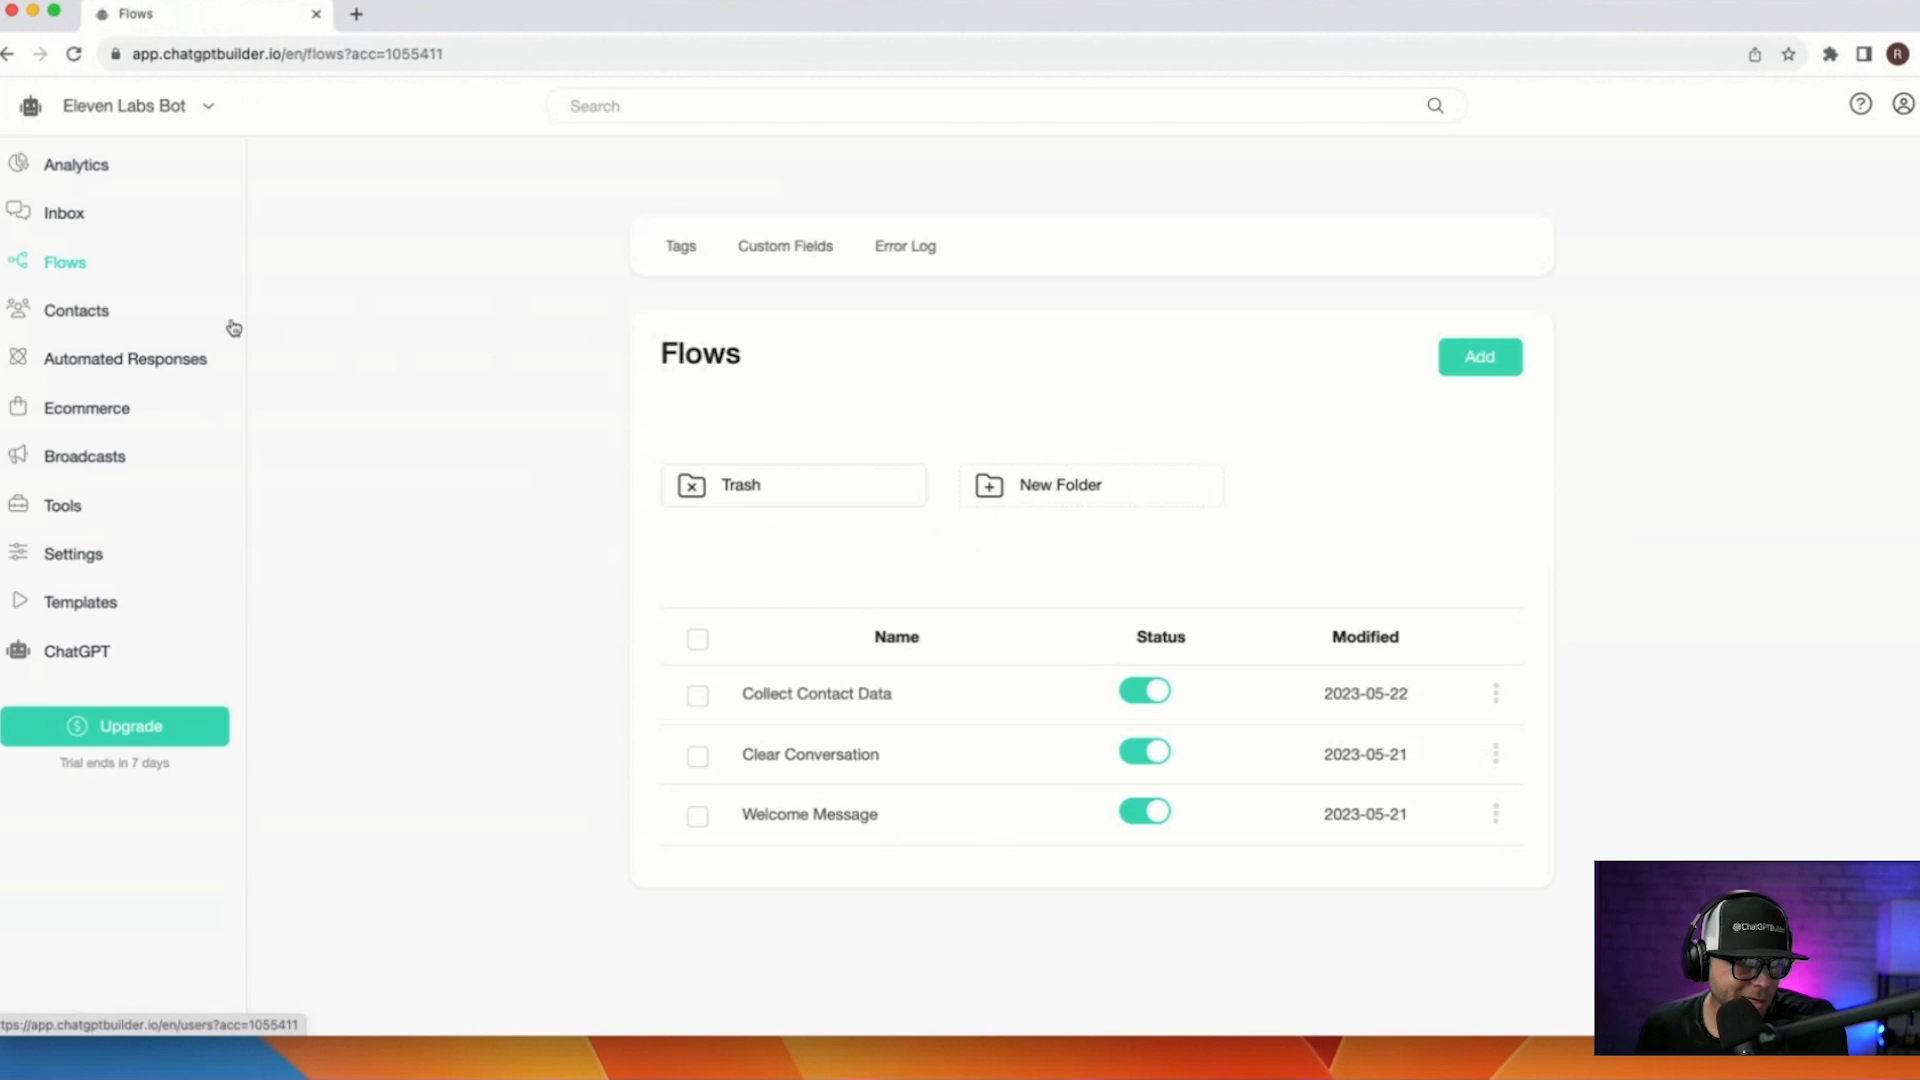 Flows
app.chatgptbuilder.io/en/flows?acc=1055411
R
Eleven Labs Bot
Search
Analytics
Inbox
Flows
Contacts
Automated Responses
Ecommerce
Broadcasts
Tools
Settings
Templates
ChatGPT
Upgrade
Trial ends in 7 days
Tags Custom Fields Error Log
Flows
Add
Trash New Folder
Name Status Modified
Collect Contact Data 2023-05-22
Clear Conversation 2023-05-21
Welcome Message 2023-05-21
@ChatGPTBuilder
tps://app.chatgptbuilder.io/en/users?acc=1055411